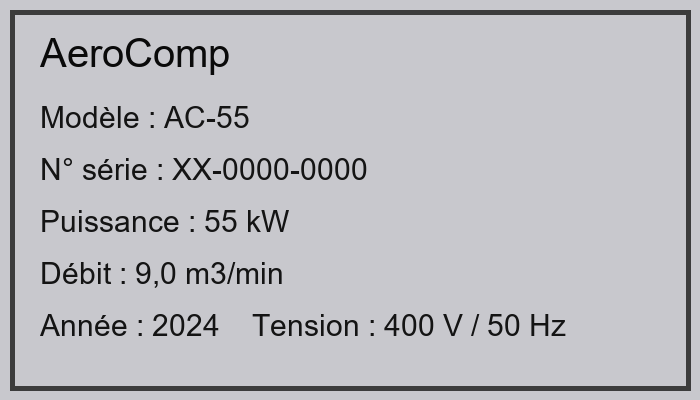 AeroComp
Modèle : AC-55
N° série : XX-0000-0000
Puissance : 55 kW
Débit : 9,0 m3/min
Année : 2024    Tension : 400 V / 50 Hz